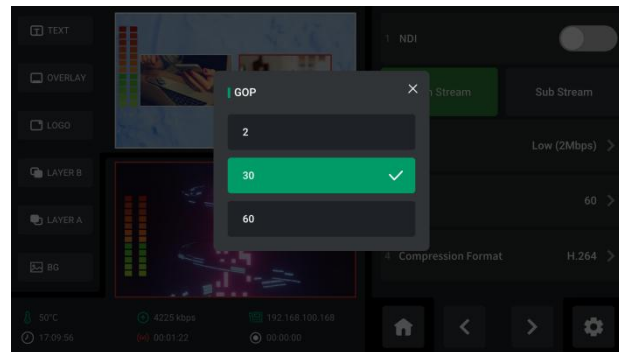 TEXT
OVERLAY
LOGO
LAYER B
LAYER A
BG
50°C
4225 kbps
192.168.100.168
17:09:56
00:01:22
00:00:00
GOP
2
30
60
1 NDI
Stream
Sub Stream
Low (2Mbps)
60
4 Compression Format H.264